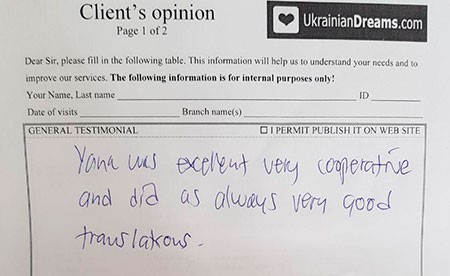 Client's opinion
Page 1 of 2
UkrainianDreams.com
Dear Sir, please fill in the following table. This information will help us to understand your needs and to
improve our services. The following information is for internal purposes only!
Your Name, Last name ID
Date of visits Branch name(s)
GENERAL TESTIMONIAL ☐ I PERMIT PUBLISH IT ON WEB SITE
Yana was excellent very cooperative
and did as always very good
translations.